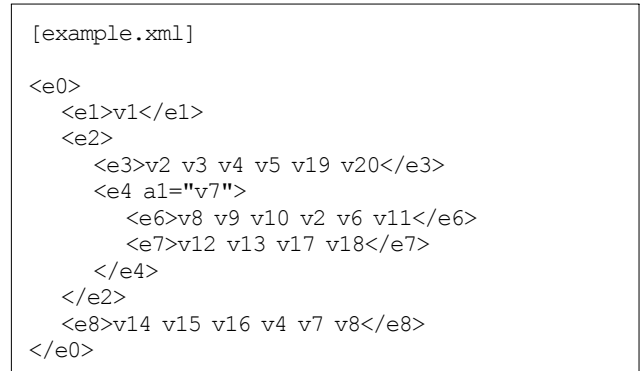 [example.xml]
<e0>
<e1>v1</e1>
<e2>
<e3>v2 v3 v4 v5 v19 v20</e3>
<e4 a1="v7">
<e6>v8 v9 v10 v2 v6 v11</e6>
<e7>v12 v13 v17 v18</e7>
</e4>
</e2>
<e8>v14 v15 v16 v4 v7 v8</e8>
</e0>